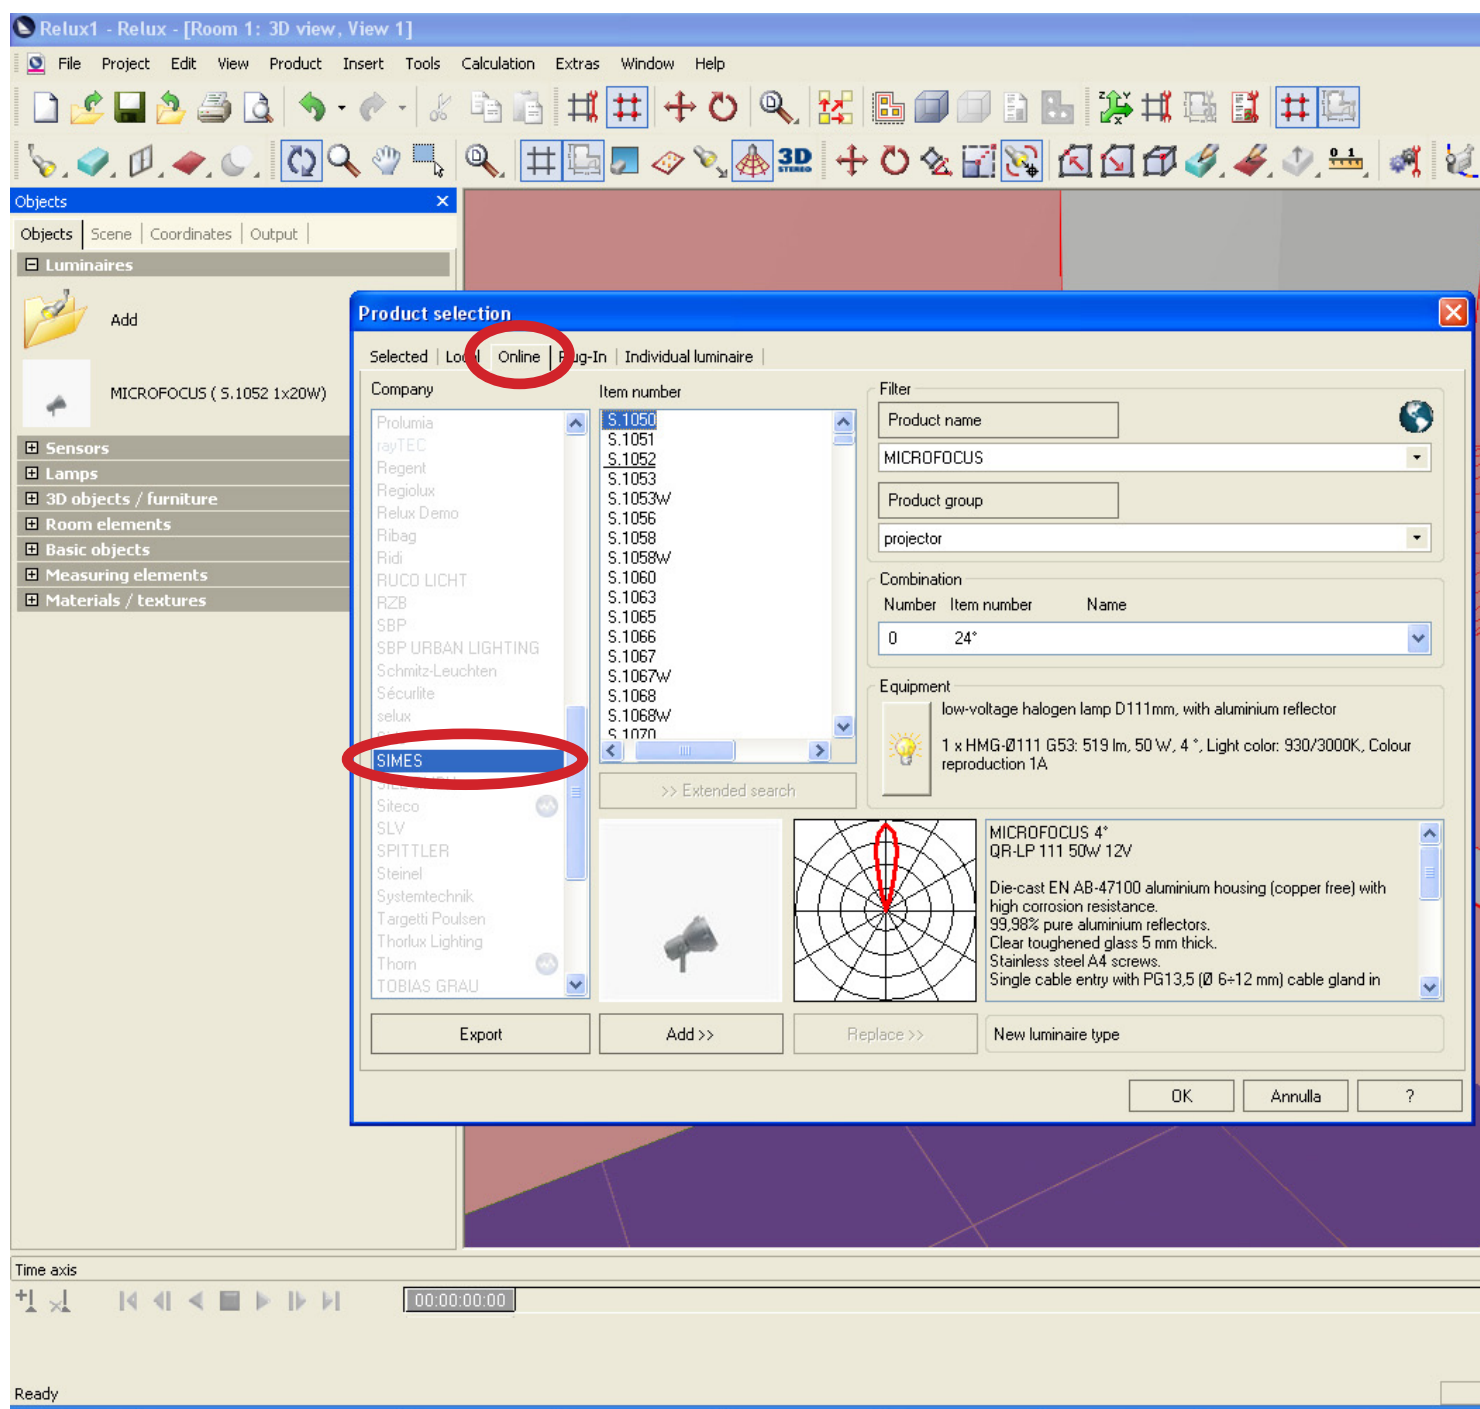 Relux1 - Relux - [Room 1: 3D view, View 1]
File Project Edit View Product Insert Tools Calculation Extras Window Help
3D
STEREO
0 1
Objects
Objects Scene Coordinates Output
Luminaires
Add
MICROFOCUS ( S.1052 1x20W)
Sensors
Lamps
3D objects / furniture
Room elements
Basic objects
Measuring elements
Materials / textures
Product selection
Selected Local Online Plug-In Individual luminaire
Company
Prolumia
rayTEC
Regent
Regiolux
Relux Demo
Ribag
Ridi
RUCO LICHT
RZB
SBP
SBP URBAN LIGHTING
Schmitz-Leuchten
Sécurlite
selux
SIMES
Siteco
SLV
SPITTLER
Steinel
Systemtechnik
Targetti Poulsen
Thorlux Lighting
Thorn
TOBIAS GRAU
Item number
S.1050
S.1051
S.1052
S.1053
S.1053W
S.1056
S.1058
S.1058W
S.1060
S.1063
S.1065
S.1066
S.1067
S.1067W
S.1068
S.1068W
S.1070
>> Extended search
Filter
Product name
MICROFOCUS
Product group
projector
Combination
Number Item number Name
0 24°
Equipment
low-voltage halogen lamp D111mm, with aluminium reflector
1 x HMG-Ø111 G53: 519 lm, 50 W, 4 °, Light color: 930/3000K, Colour
reproduction 1A
MICROFOCUS 4°
QR-LP 111 50W 12V
Die-cast EN AB-47100 aluminium housing (copper free) with
high corrosion resistance.
99,98% pure aluminium reflectors.
Clear toughened glass 5 mm thick.
Stainless steel A4 screws.
Single cable entry with PG13,5 (Ø 6÷12 mm) cable gland in
Export Add >> Replace >> New luminaire type
OK Annulla ?
Time axis
00:00:00:00
Ready